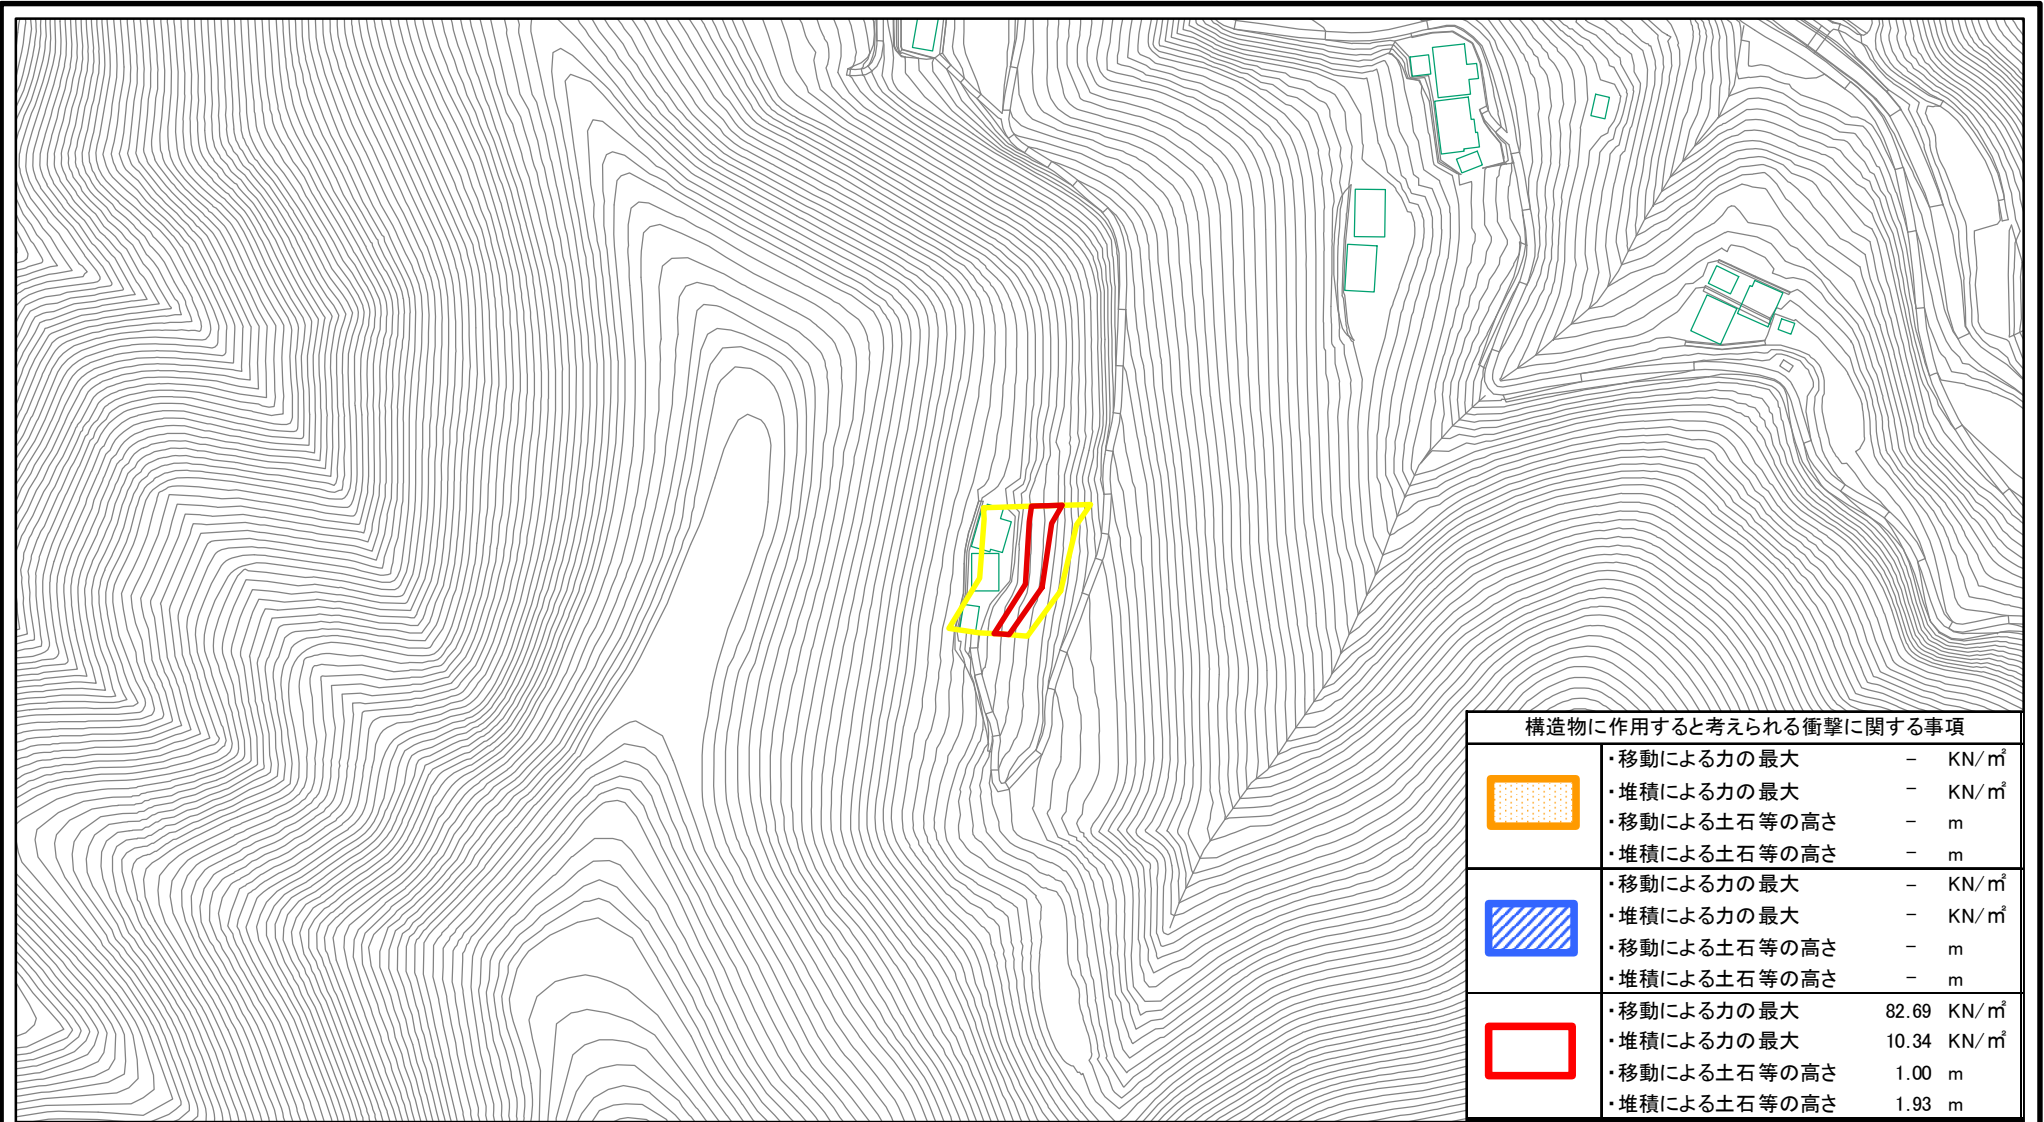 構造物に作用すると考えられる衝撃に関する事項
・移動による力の最大 － KN/㎡
・堆積による力の最大 － KN/㎡
・移動による土石等の高さ － m
・堆積による土石等の高さ － m
・移動による力の最大 － KN/㎡
・堆積による力の最大 － KN/㎡
・移動による土石等の高さ － m
・堆積による土石等の高さ － m
・移動による力の最大 82.69 KN/㎡
・堆積による力の最大 10.34 KN/㎡
・移動による土石等の高さ 1.00 m
・堆積による土石等の高さ 1.93 m